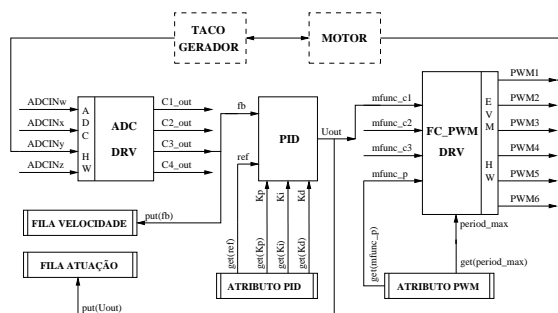 TACO
GERADOR
MOTOR
ADCINw
ADCINx
ADCINy
ADCINz
A
D
C
HW
ADC
DRV
C1_out
C2_out
C3_out
C4_out
fb
ref
PID
Kp
Ki
Kd
Uout
mfunc_c1
mfunc_c2
mfunc_c3
mfunc_p
FC_PWM
DRV
E
V
M
HW
PWM1
PWM2
PWM3
PWM4
PWM5
PWM6
period_max
FILA VELOCIDADE
put(fb)
FILA ATUAÇÃO
put(Uout)
get(ref)
get(Kp)
get(Ki)
get(Kd)
ATRIBUTO PID
get(mfunc_p)
get(period_max)
ATRIBUTO PWM